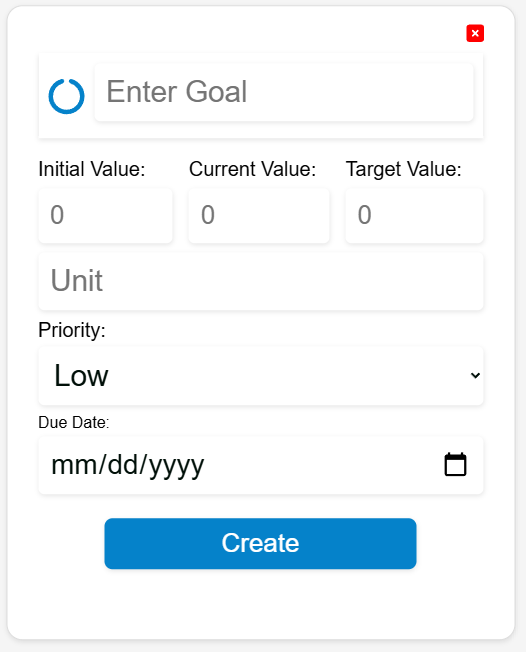 Enter Goal
Initial Value: Current Value: Target Value:
0 0 0
Unit
Priority:
Low
Due Date:
mm/dd/yyyy
Create